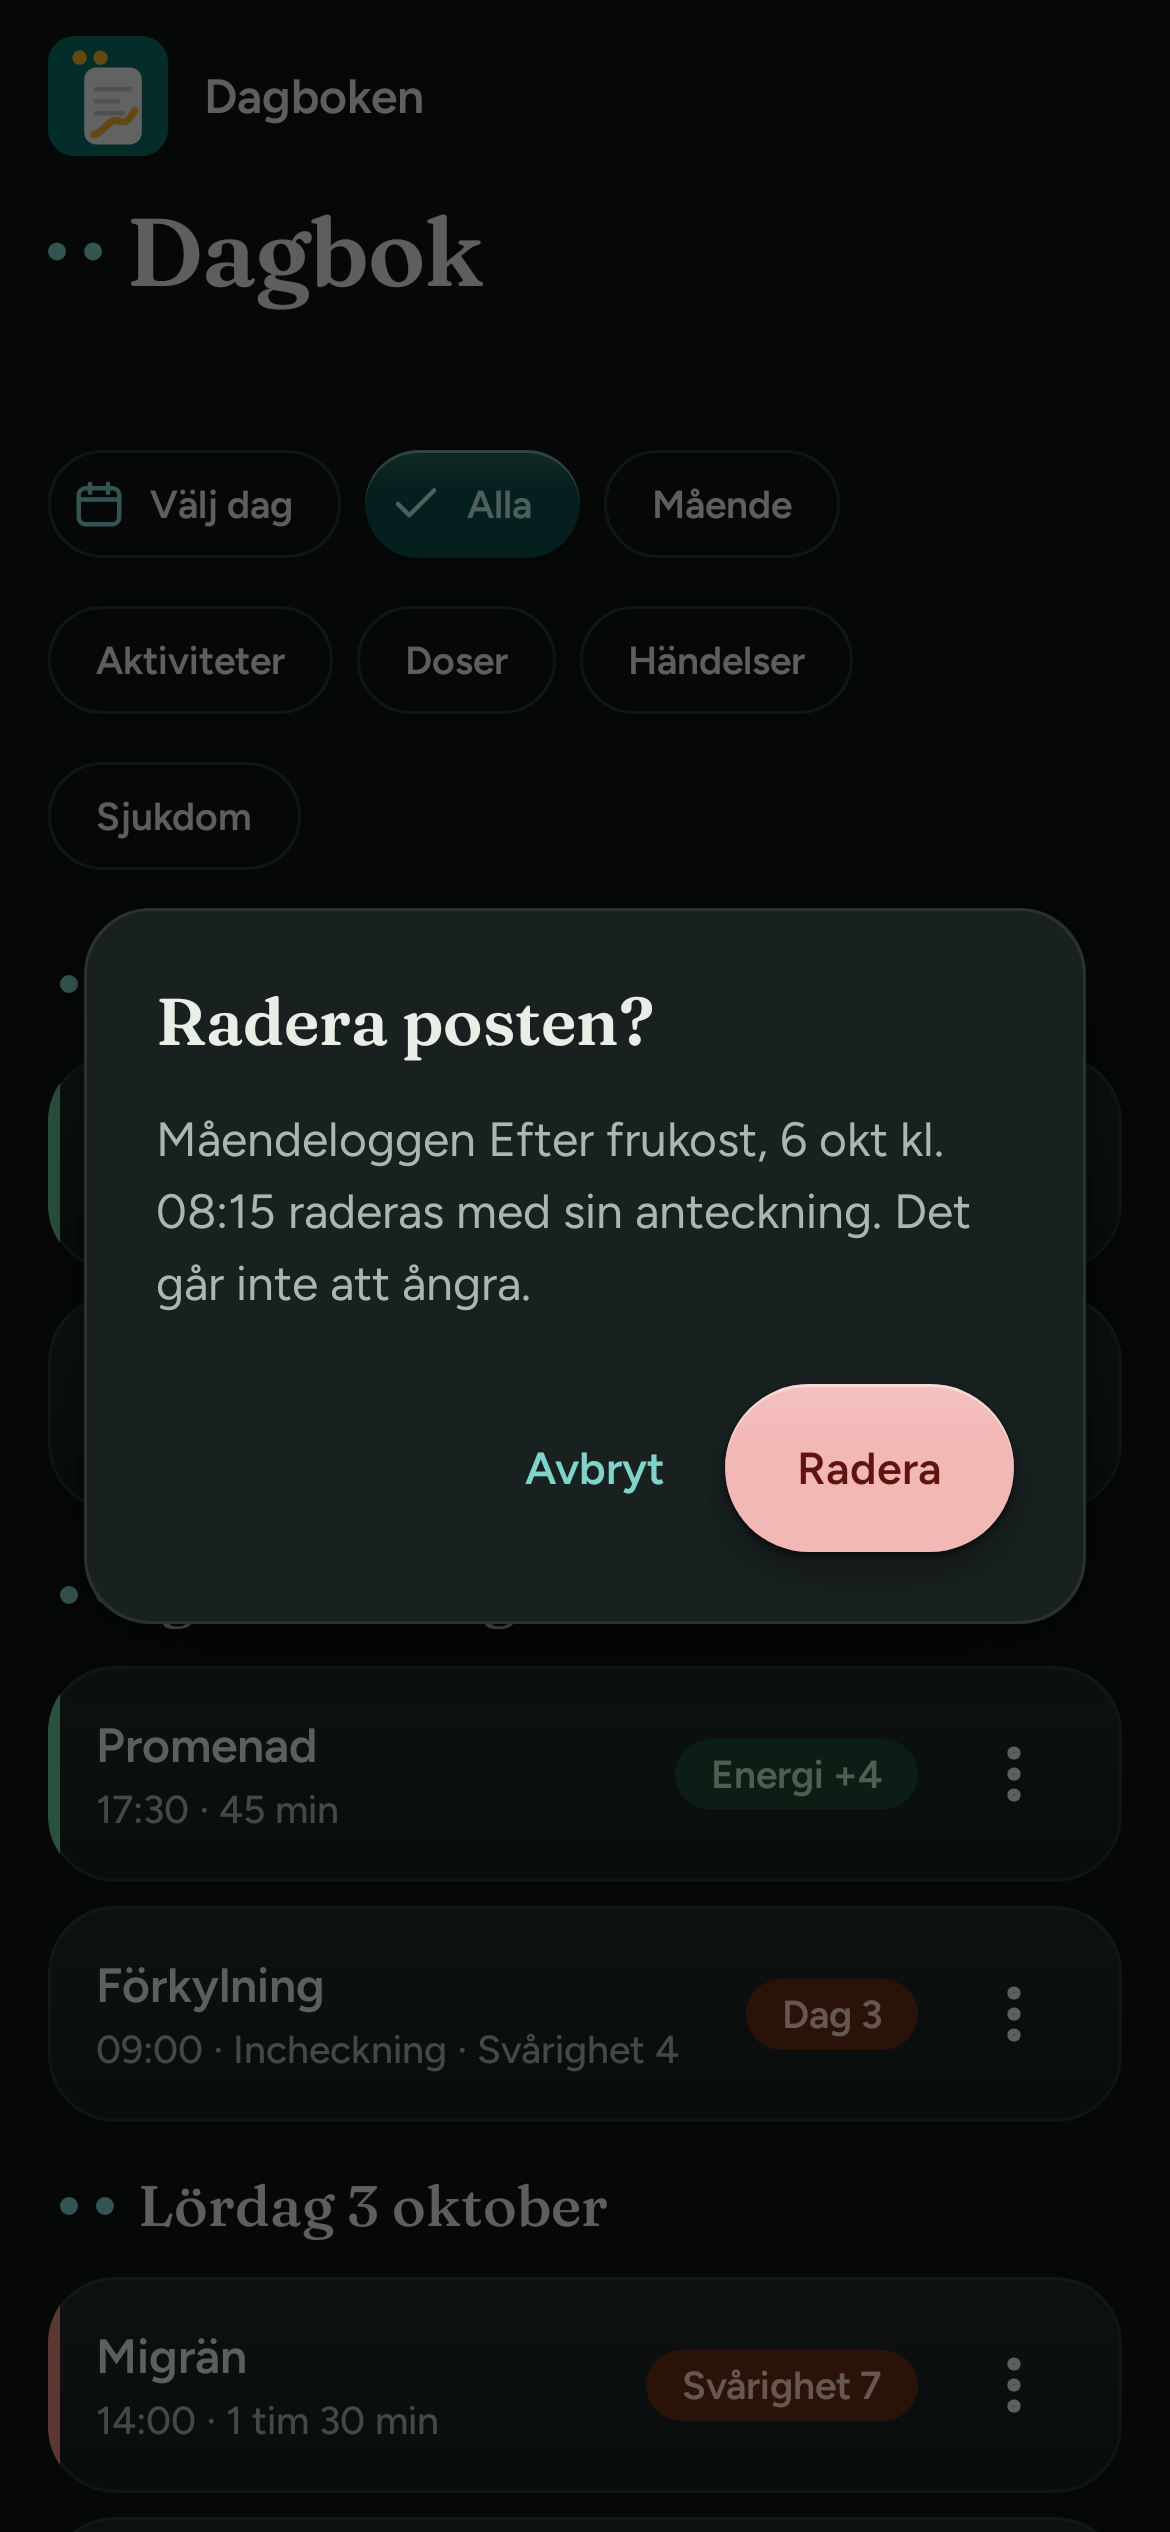 Dagboken
Dagbok
Välj dag
Alla
Mående
Aktiviteter
Doser
Händelser
Sjukdom
Radera posten?
Måendeloggen Efter frukost, 6 okt kl.
08:15 raderas med sin anteckning. Det
går inte att ångra.
Avbryt
Radera
Promenad
17:30 · 45 min
Energi +4
Förkylning
09:00 · Incheckning · Svårighet 4
Dag 3
Lördag 3 oktober
Migrän
14:00 · 1 tim 30 min
Svårighet 7